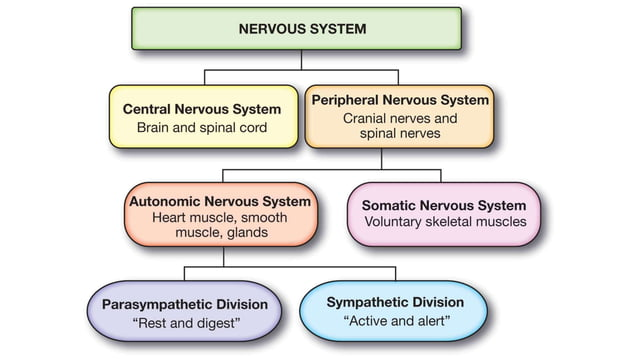 NERVOUS SYSTEM
Central Nervous System
Brain and spinal cord
Peripheral Nervous System
Cranial nerves and
spinal nerves
Autonomic Nervous System
Heart muscle, smooth
muscle, glands
Somatic Nervous System
Voluntary skeletal muscles
Parasympathetic Division
“Rest and digest”
Sympathetic Division
“Active and alert”